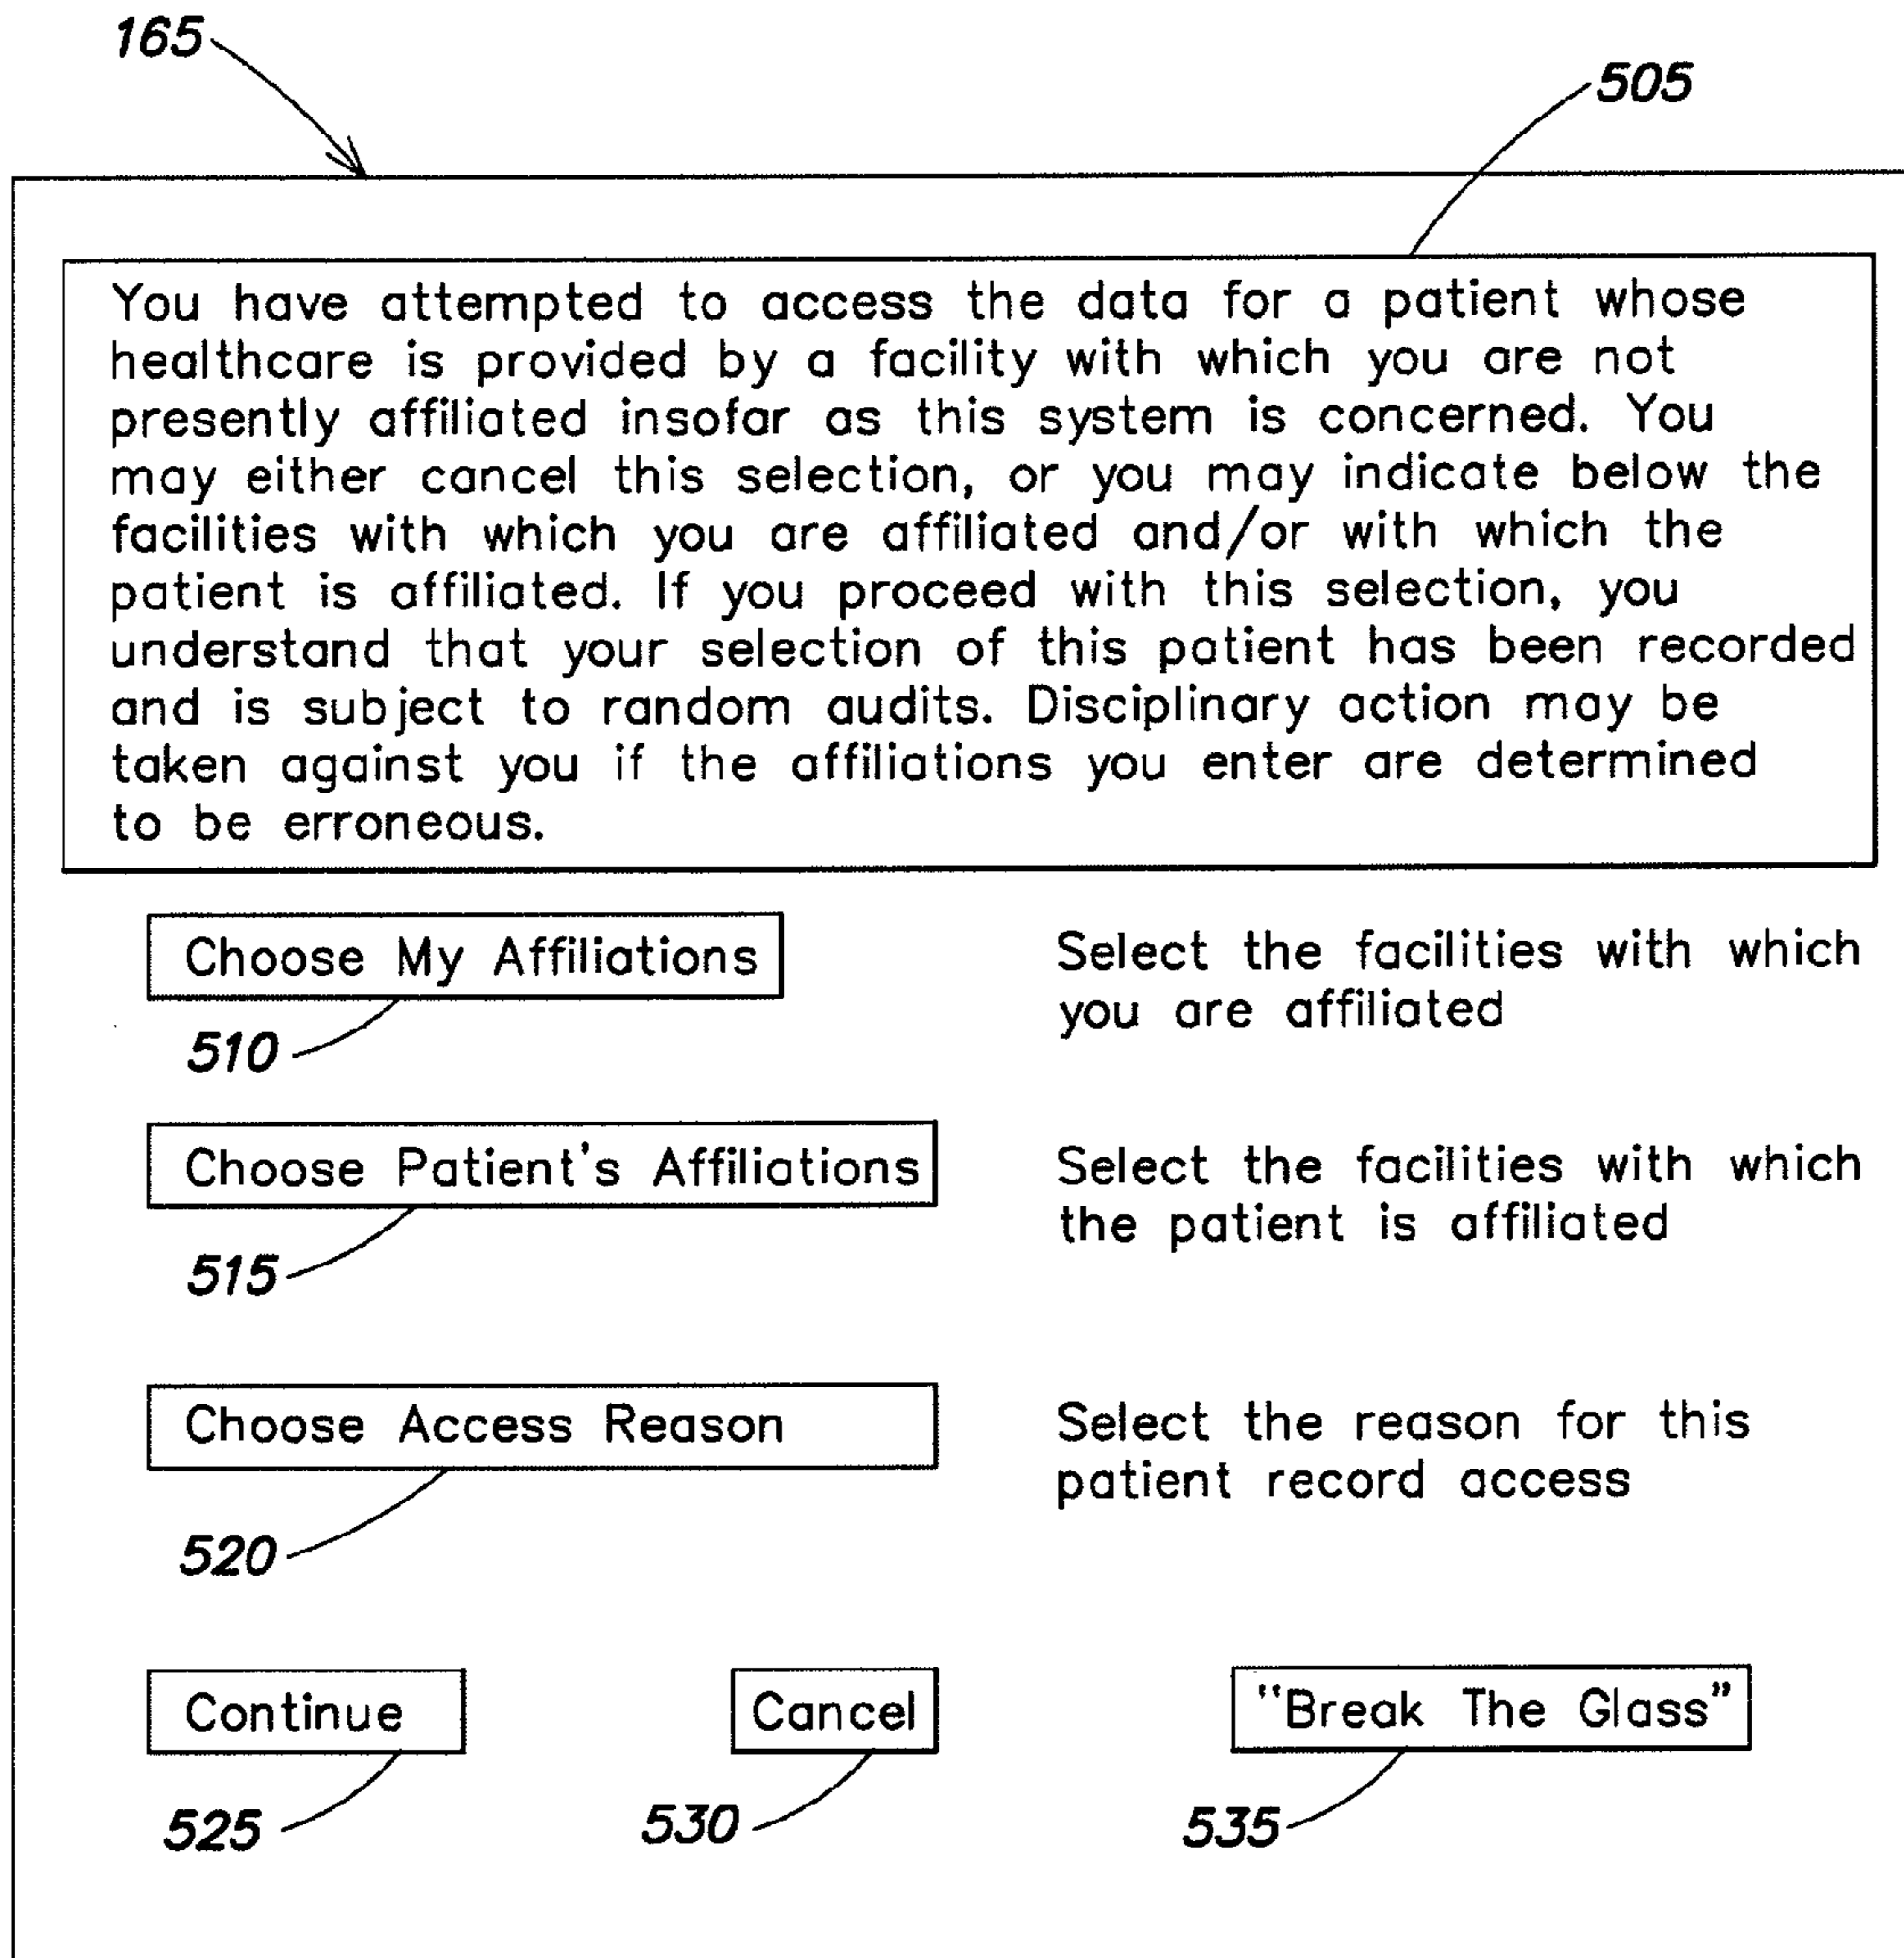 165
505
You have attempted to access the data for a patient whose
healthcare is provided by a facility with which you are not
presently affiliated insofar as this system is concerned. You
may either cancel this selection, or you may indicate below the
facilities with which you are affiliated and/or with which the
patient is affiliated. If you proceed with this selection, you
understand that your selection of this patient has been recorded
and is subject to random audits. Disciplinary action may be
taken against you if the affiliations you enter are determined
to be erroneous.
Choose My Affiliations
Select the facilities with which
you are affiliated
510
Choose Patient's Affiliations
Select the facilities with which
the patient is affiliated
515
Choose Access Reason
Select the reason for this
patient record access
520
Continue
Cancel
"Break The Glass"
525
530
535